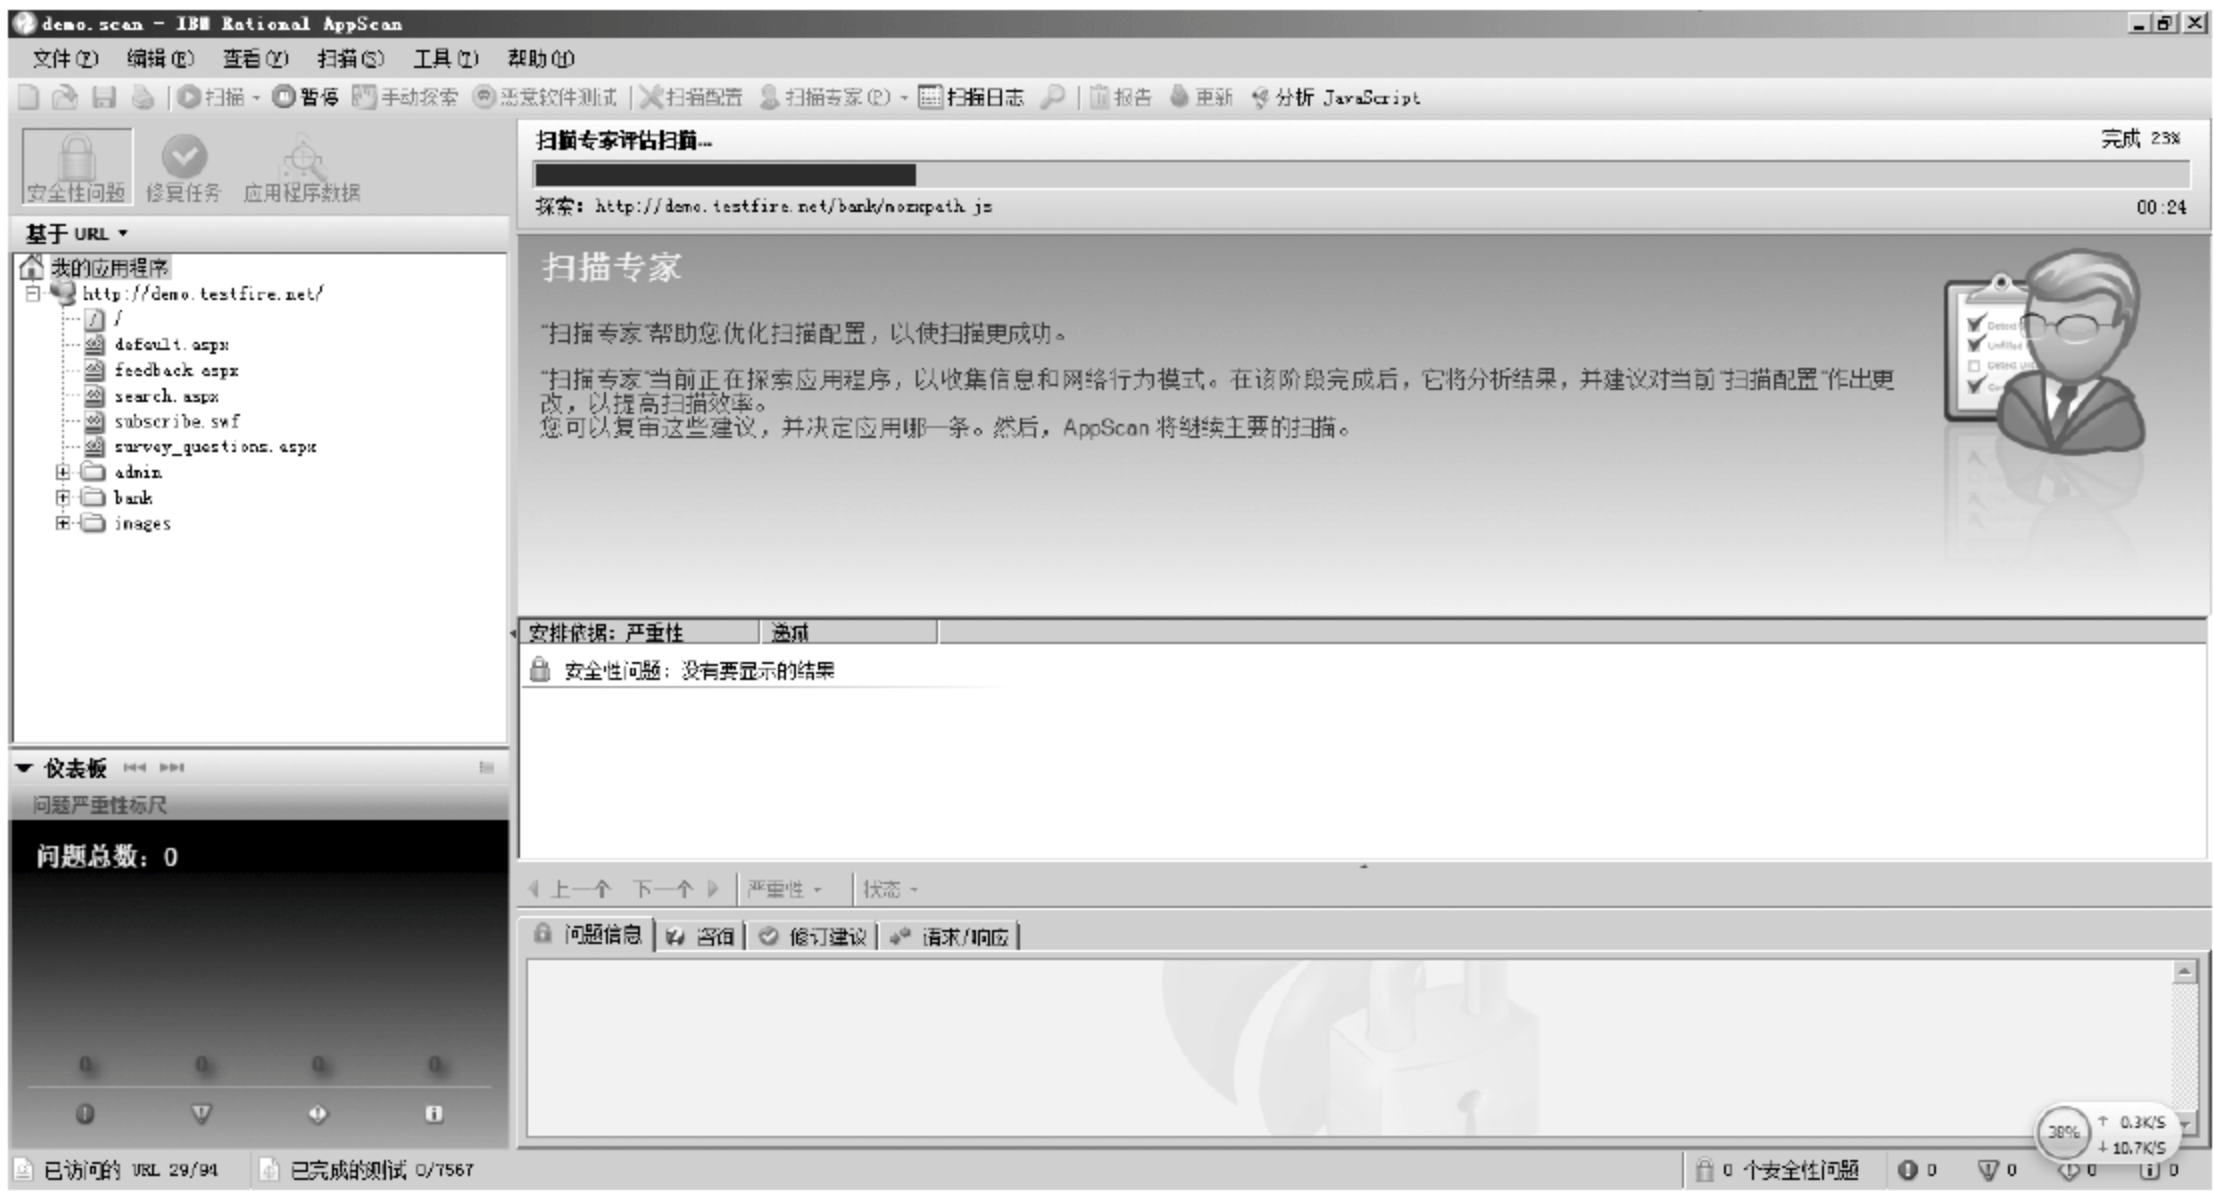 demo.scan - IBM Rational AppScan
文件(F) 编辑(E) 查看(V) 扫描(S) 工具(T) 帮助(H)
扫描 暂停 手动探索 恶意软件测试 扫描配置 扫描专家(P) 扫描日志 报告 更新 分析 JavaScript
安全性问题 修复任务 应用程序数据
基于 URL
我的应用程序
http://demo.testfire.net/
/
default.aspx
feedback.aspx
search.aspx
subscribe.swf
survey_questions.aspx
admin
bank
images
仪表板
问题严重性标尺
问题总数：0
0 0 0 0
扫描专家评估扫描...
完成 23%
探索：http://demo.testfire.net/bank/mozxpath.js
00:24
扫描专家
“扫描专家”帮助您优化扫描配置，以使扫描更成功。
“扫描专家”当前正在探索应用程序，以收集信息和网络行为模式。在该阶段完成后，它将分析结果，并建议对当前“扫描配置”作出更
改，以提高扫描效率。
您可以复审这些建议，并决定应用哪一条。然后，AppScan 将继续主要的扫描。
安排依据：严重性 递减
安全性问题：没有要显示的结果
上一个 下一个 严重性 状态
问题信息 咨询 修订建议 请求/响应
38% ↑ 0.3K/S
↓ 10.7K/S
已访问的 URL 29/94 已完成的测试 0/7567
0 个安全性问题 0 0 0 0